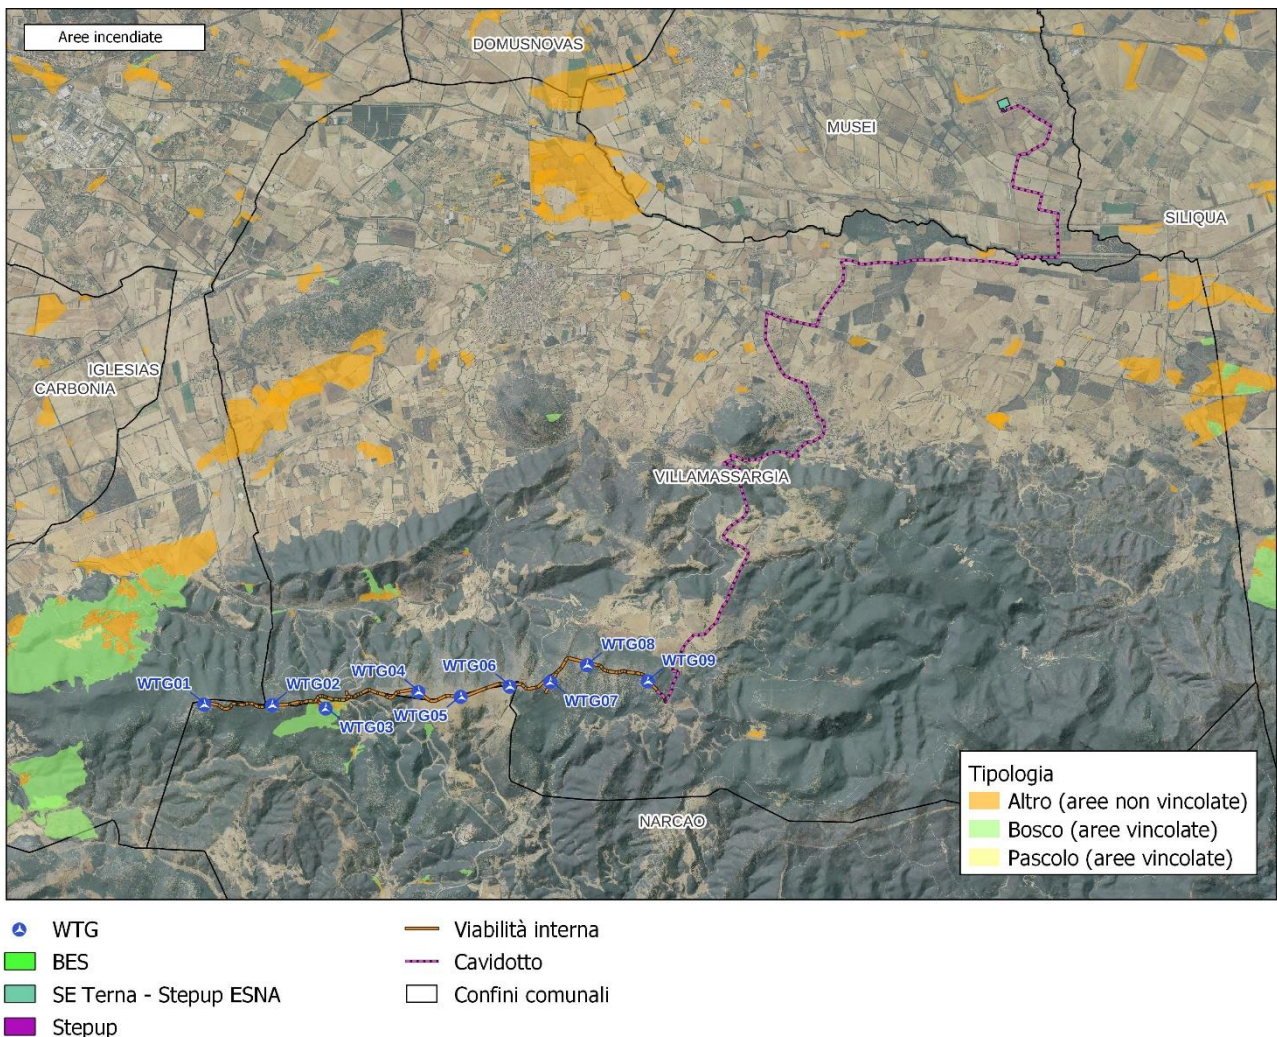 Aree incendiate
DOMUSNOVAS
MUSEI
SILIQUA
IGLESIAS
CARBONIA
VILLAMASSARGIA
WTG08
WTG06
WTG09
WTG04
WTG01
WTG02
WTG07
WTG05
WTG03
NARCAO
Tipologia
Altro (aree non vincolate)
Bosco (aree vincolate)
Pascolo (aree vincolate)
WTG
BES
SE Terna - Stepup ESNA
Stepup
Viabilità interna
Cavidotto
Confini comunali